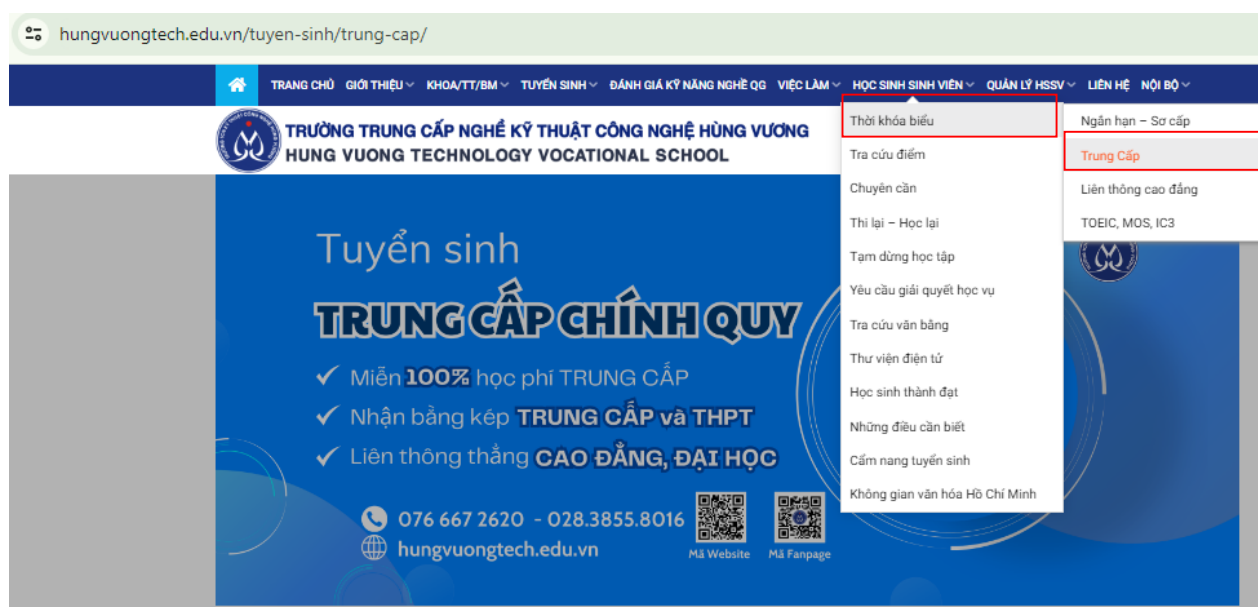 hungvuongtech.edu.vn/tuyen-sinh/trung-cap/
TRANG CHỦ GIỚI THIỆU KHOA/TT/BM TUYỂN SINH ĐÁNH GIÁ KỸ NĂNG NGHỀ QG VIỆC LÀM HỌC SINH SINH VIÊN QUẢN LÝ HSSV LIÊN HỆ NỘI BỘ
TRƯỜNG TRUNG CẤP NGHỀ KỸ THUẬT CÔNG NGHỆ HÙNG VƯƠNG
HUNG VUONG TECHNOLOGY VOCATIONAL SCHOOL
Thời khóa biểu
Tra cứu điểm
Chuyên cần
Thi lại – Học lại
Tạm dừng học tập
Yêu cầu giải quyết học vụ
Tra cứu văn bằng
Thư viện điện tử
Học sinh thành đạt
Những điều cần biết
Cẩm nang tuyển sinh
Không gian văn hóa Hồ Chí Minh
Ngắn hạn – Sơ cấp
Trung Cấp
Liên thông cao đẳng
TOEIC, MOS, IC3
Tuyển sinh
TRUNG CẤP CHÍNH QUY
Miễn 100% học phí TRUNG CẤP
Nhận bằng kép TRUNG CẤP và THPT
Liên thông thẳng CAO ĐẲNG, ĐẠI HỌC
076 667 2620 - 028.3855.8016
hungvuongtech.edu.vn
Mã Website Mã Fanpage